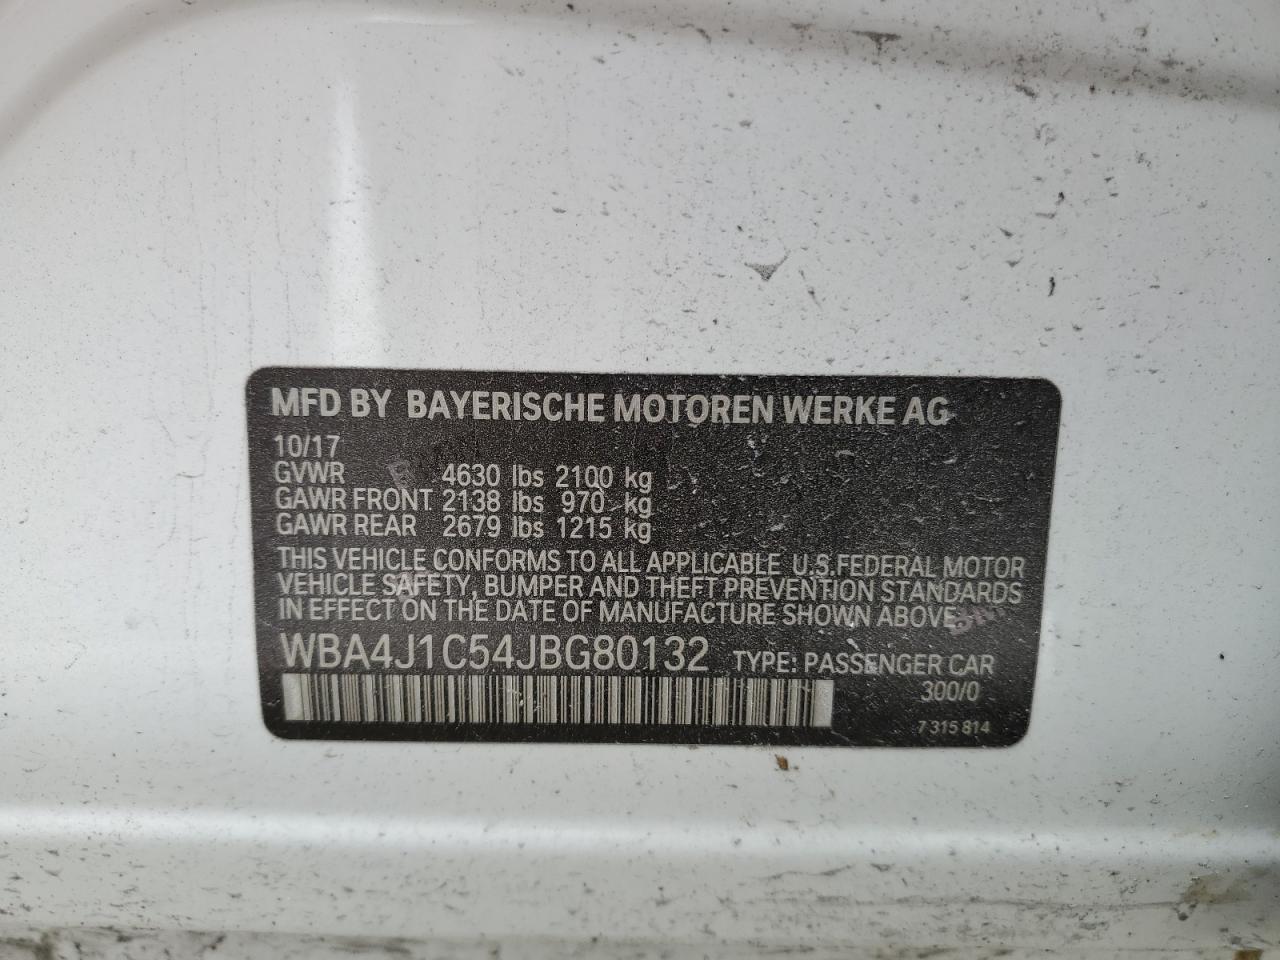 MFD BY BAYERISCHE MOTOREN WERKE AG
10/17
GVWR 4630 lbs 2100 kg
GAWR FRONT 2138 lbs 970 kg
GAWR REAR 2679 lbs 1215 kg
THIS VEHICLE CONFORMS TO ALL APPLICABLE U.S.FEDERAL MOTOR
VEHICLE SAFETY, BUMPER AND THEFT PREVENTION STANDARDS
IN EFFECT ON THE DATE OF MANUFACTURE SHOWN ABOVE.
WBA4J1C54JBG80132 TYPE: PASSENGER CAR
300/0
7 315 814